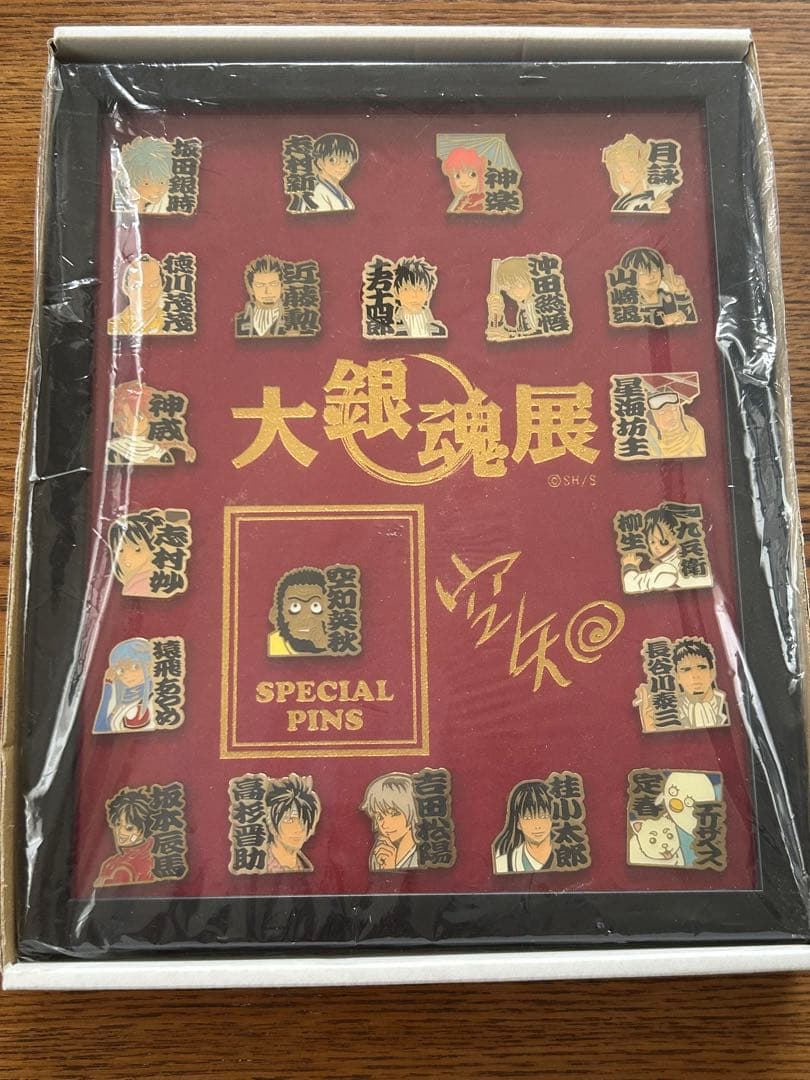 坂田銀時
志村新八
神楽
月詠
徳川茂茂
近藤勲
土方十四郎
沖田総悟
山崎退
大銀魂展
©SH/S
神威
星海坊主
志村妙
柳生九兵衛
空知英秋
SPECIAL
PINS
空知
猿飛あやめ
長谷川泰三
坂本辰馬
高杉晋助
吉田松陽
桂小太郎
定春
エリザベス